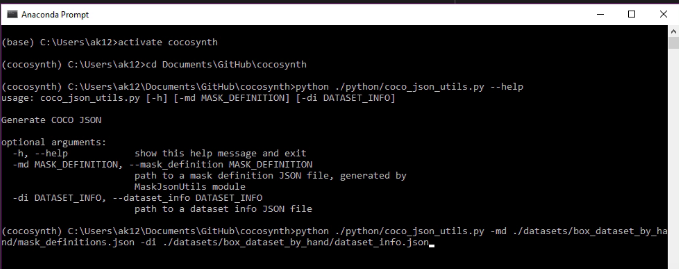 Anaconda Prompt
(base) C:\Users\ak12>activate cocosynth
(cocosynth) C:\Users\ak12>cd Documents\GitHub\cocosynth
(cocosynth) C:\Users\ak12\Documents\GitHub\cocosynth>python ./python/coco_json_utils.py --help
usage: coco_json_utils.py [-h] [-md MASK_DEFINITION] [-di DATASET_INFO]
Generate COCO JSON
optional arguments:
-h, --help show this help message and exit
-md MASK_DEFINITION, --mask_definition MASK_DEFINITION
path to a mask definition JSON file, generated by
MaskJsonUtils module
-di DATASET_INFO, --dataset_info DATASET_INFO
path to a dataset info JSON file
(cocosynth) C:\Users\ak12\Documents\GitHub\cocosynth>python ./python/coco_json_utils.py -md ./datasets/box_dataset_by_ha
nd/mask_definitions.json -di ./datasets/box_dataset_by_hand/dataset_info.json